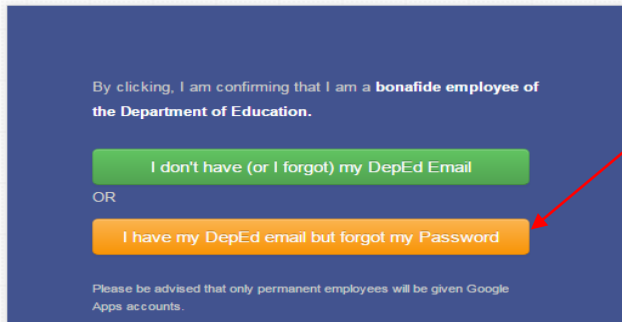 By clicking, I am confirming that I am a bonafide employee of
the Department of Education.
I don't have (or I forgot) my DepEd Email
OR
I have my DepEd email but forgot my Password
Please be advised that only permanent employees will be given Google
Apps accounts.